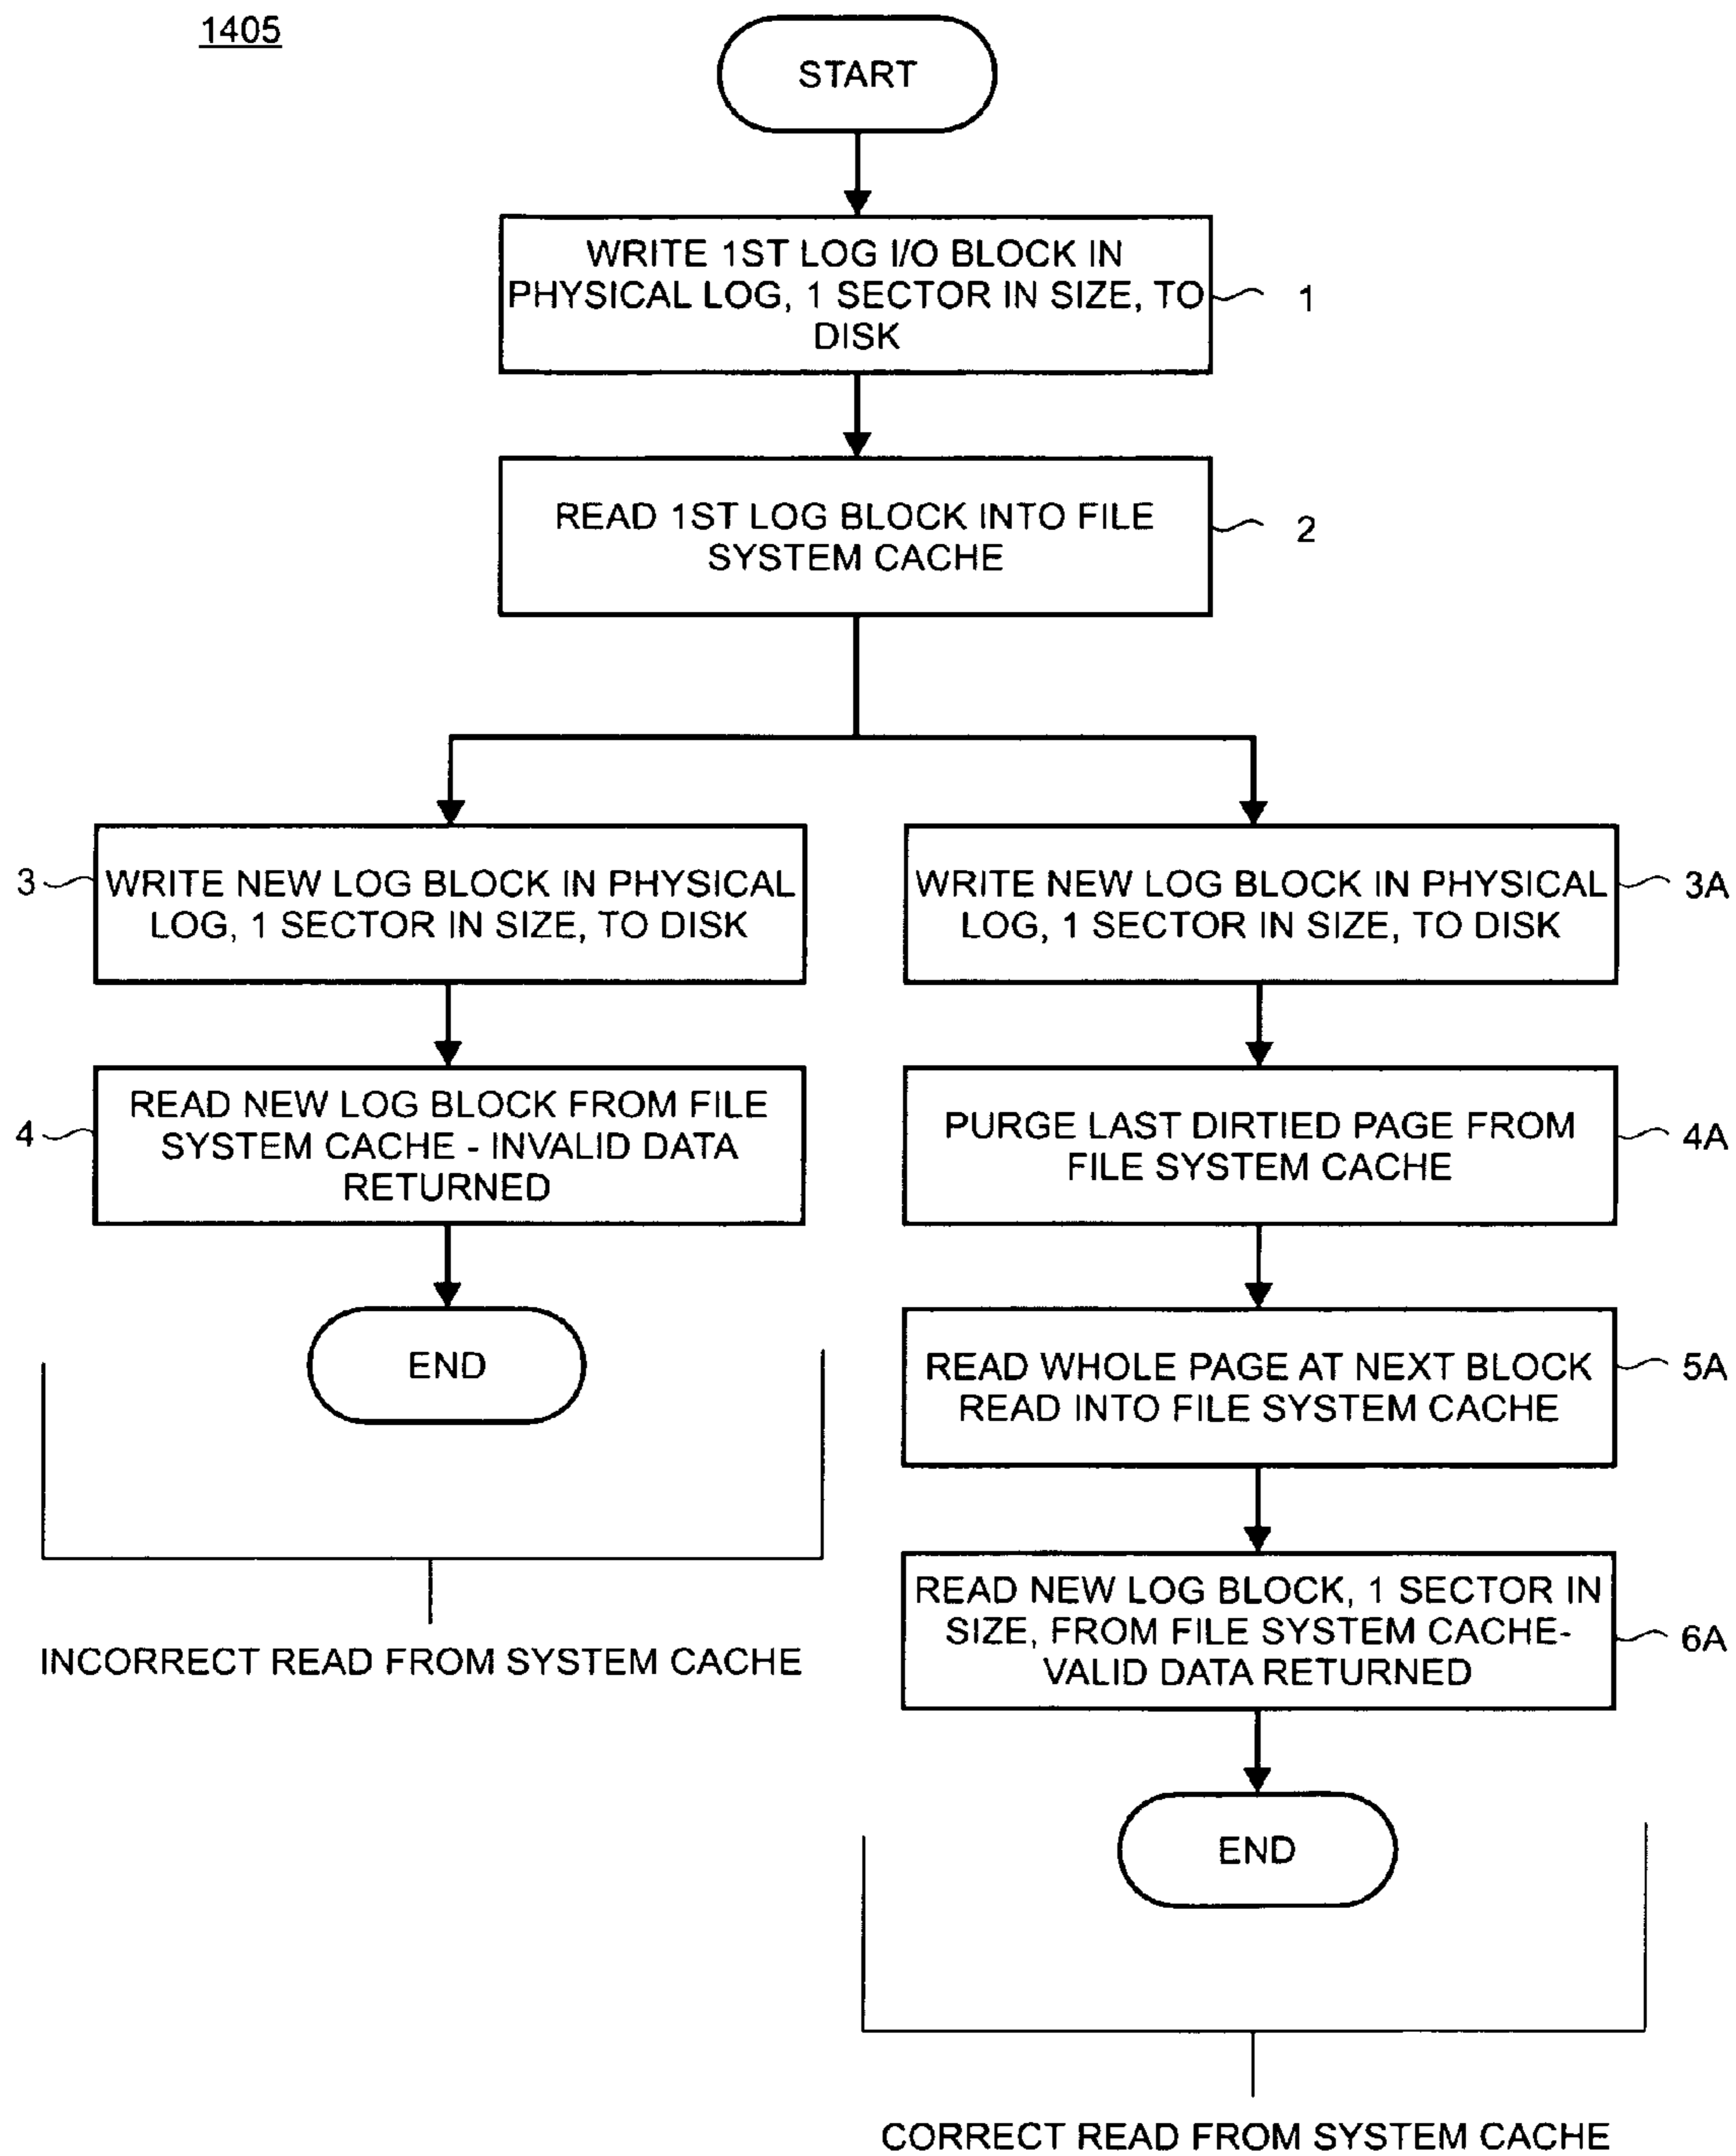 1405
START
WRITE 1ST LOG I/O BLOCK IN
PHYSICAL LOG, 1 SECTOR IN SIZE, TO
DISK
1
READ 1ST LOG BLOCK INTO FILE
SYSTEM CACHE
2
3
WRITE NEW LOG BLOCK IN PHYSICAL
LOG, 1 SECTOR IN SIZE, TO DISK
4
READ NEW LOG BLOCK FROM FILE
SYSTEM CACHE - INVALID DATA
RETURNED
END
INCORRECT READ FROM SYSTEM CACHE
WRITE NEW LOG BLOCK IN PHYSICAL
LOG, 1 SECTOR IN SIZE, TO DISK
3A
PURGE LAST DIRTIED PAGE FROM
FILE SYSTEM CACHE
4A
READ WHOLE PAGE AT NEXT BLOCK
READ INTO FILE SYSTEM CACHE
5A
READ NEW LOG BLOCK, 1 SECTOR IN
SIZE, FROM FILE SYSTEM CACHE-
VALID DATA RETURNED
6A
END
CORRECT READ FROM SYSTEM CACHE